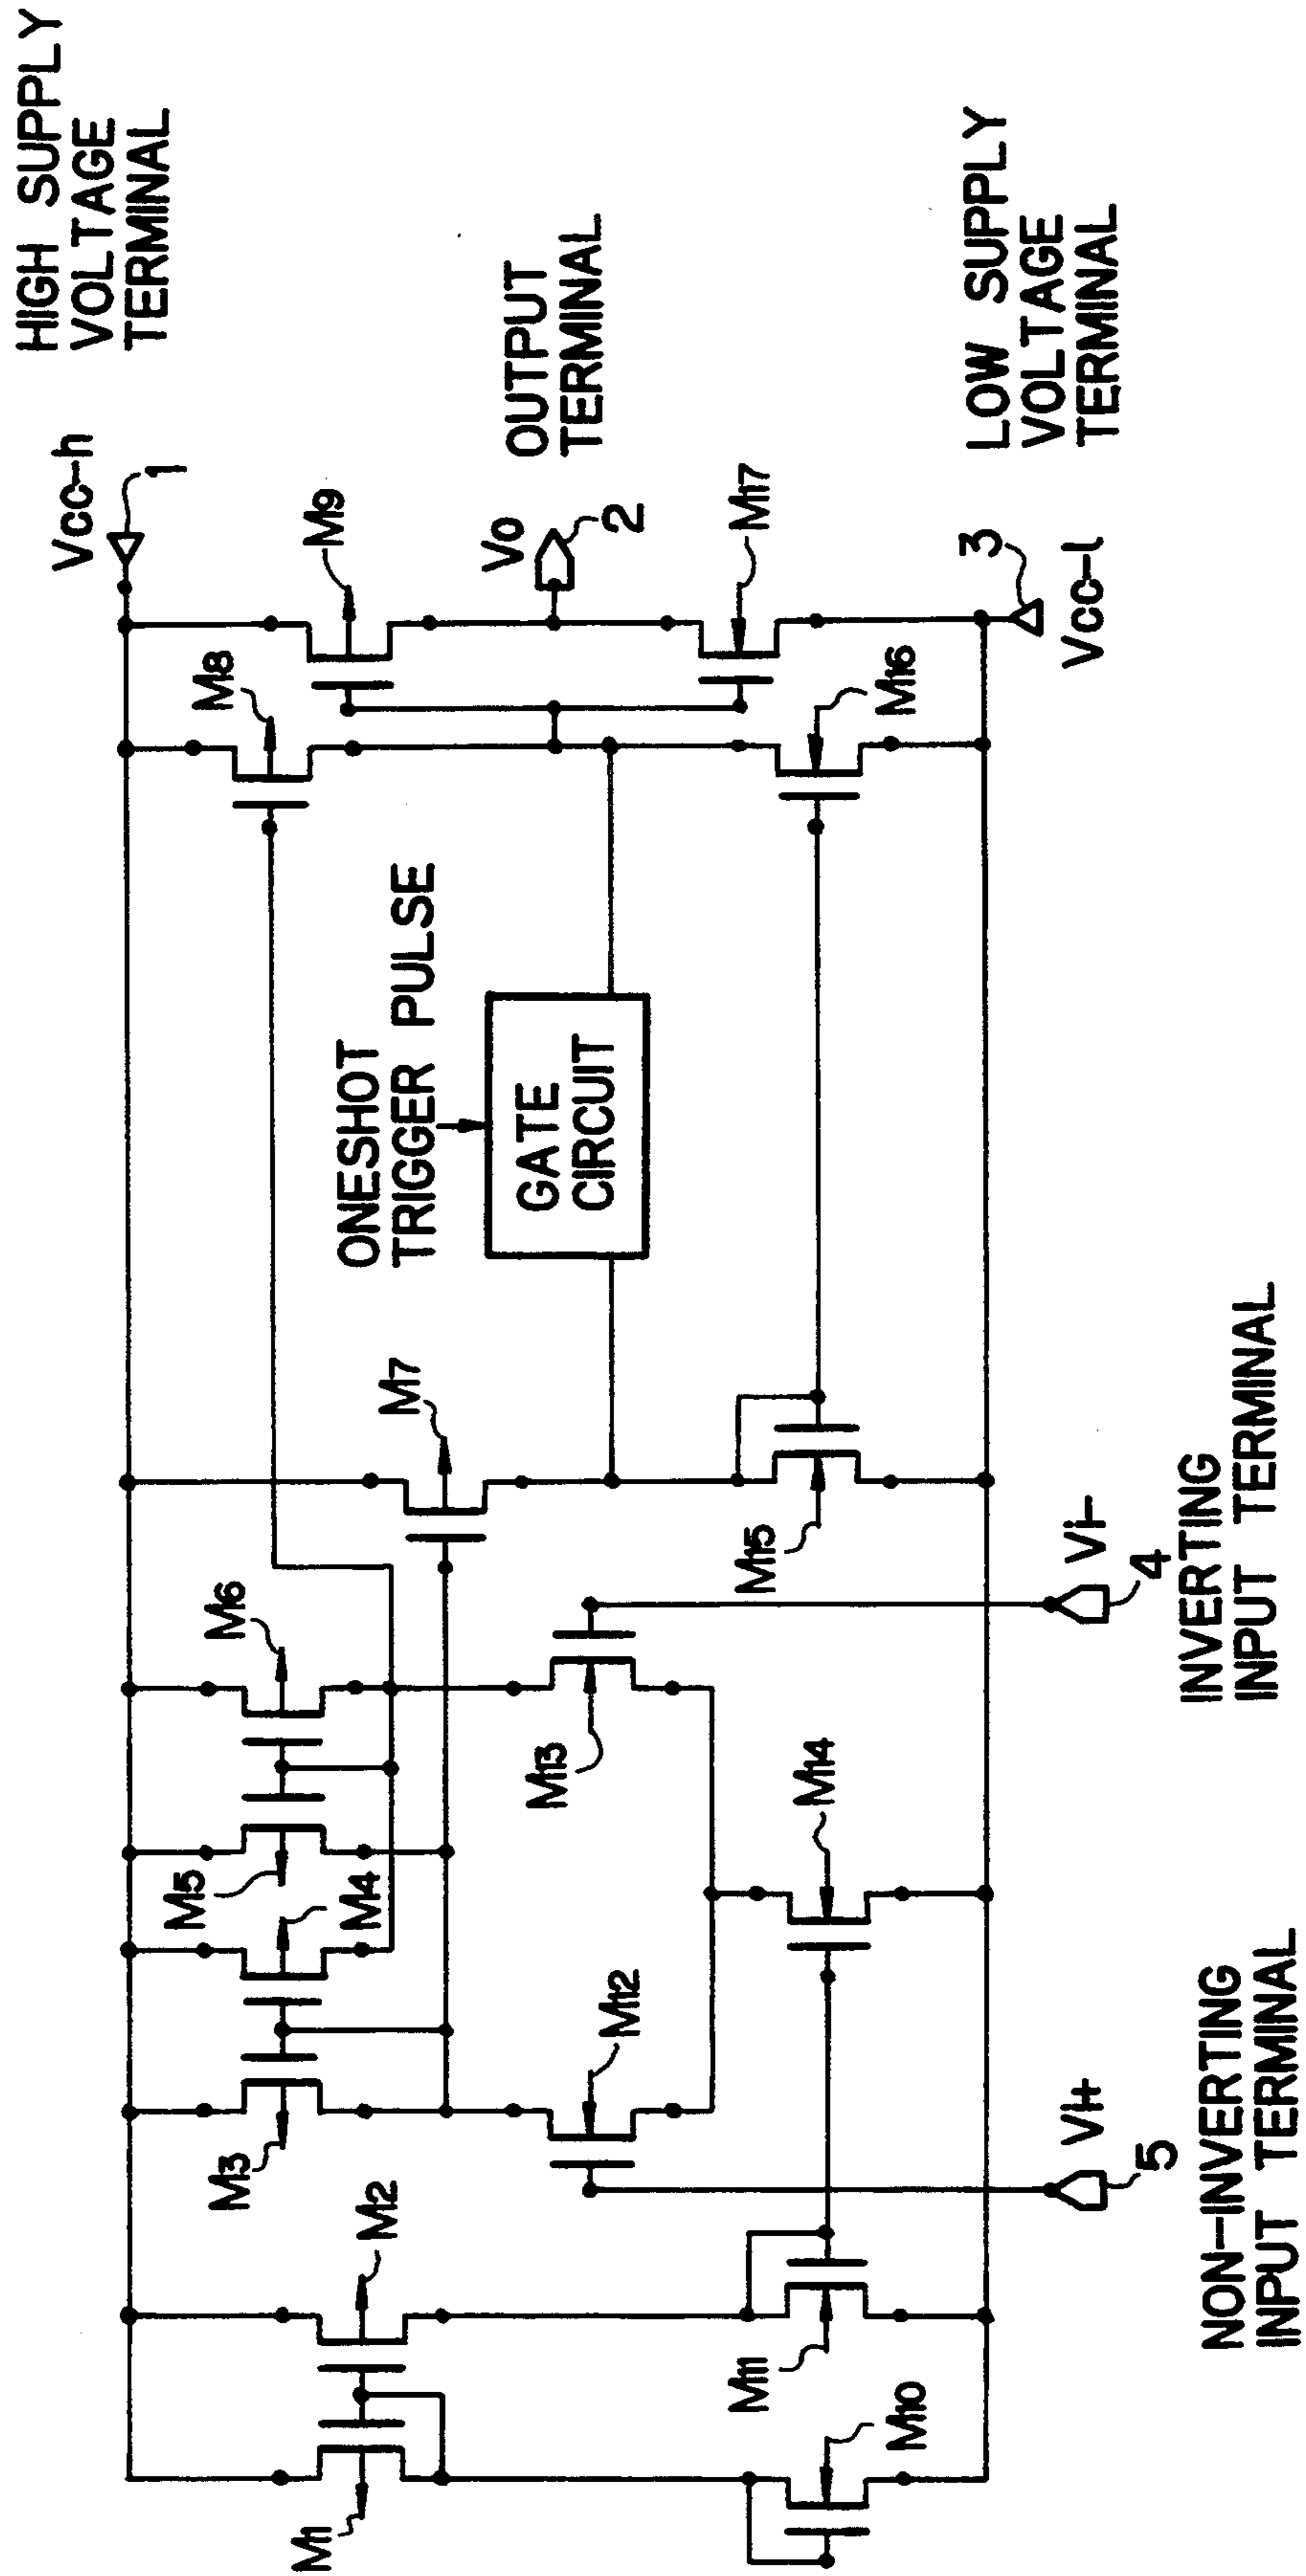 HIGH SUPPLY
VOLTAGE
TERMINAL
Vcc-h
1
M9
M8
Vo
2
OUTPUT
TERMINAL
M17
M16
3
Vcc-l
LOW SUPPLY
VOLTAGE
TERMINAL
ONESHOT
TRIGGER PULSE
GATE
CIRCUIT
M7
M15
M6
M5
M4
M3
M13
M12
M14
Vi-
4
INVERTING
INPUT TERMINAL
M2
M1
M11
M10
Vi+
5
NON-INVERTING
INPUT TERMINAL